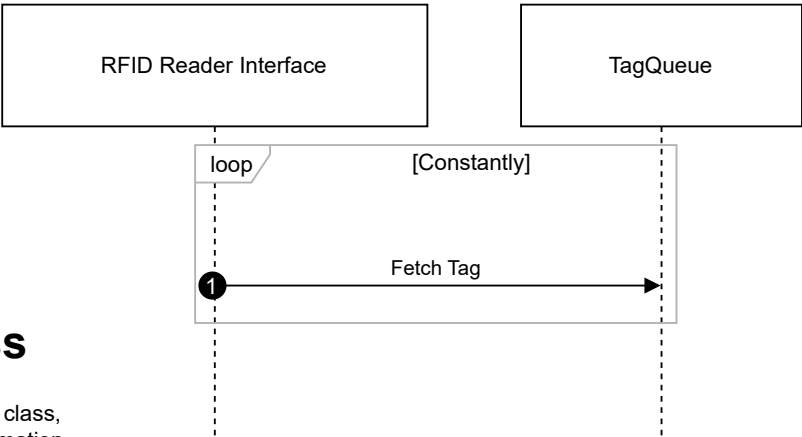 RFID Reader Interface
TagQueue
loop
[Constantly]
Fetch Tag
1
class,